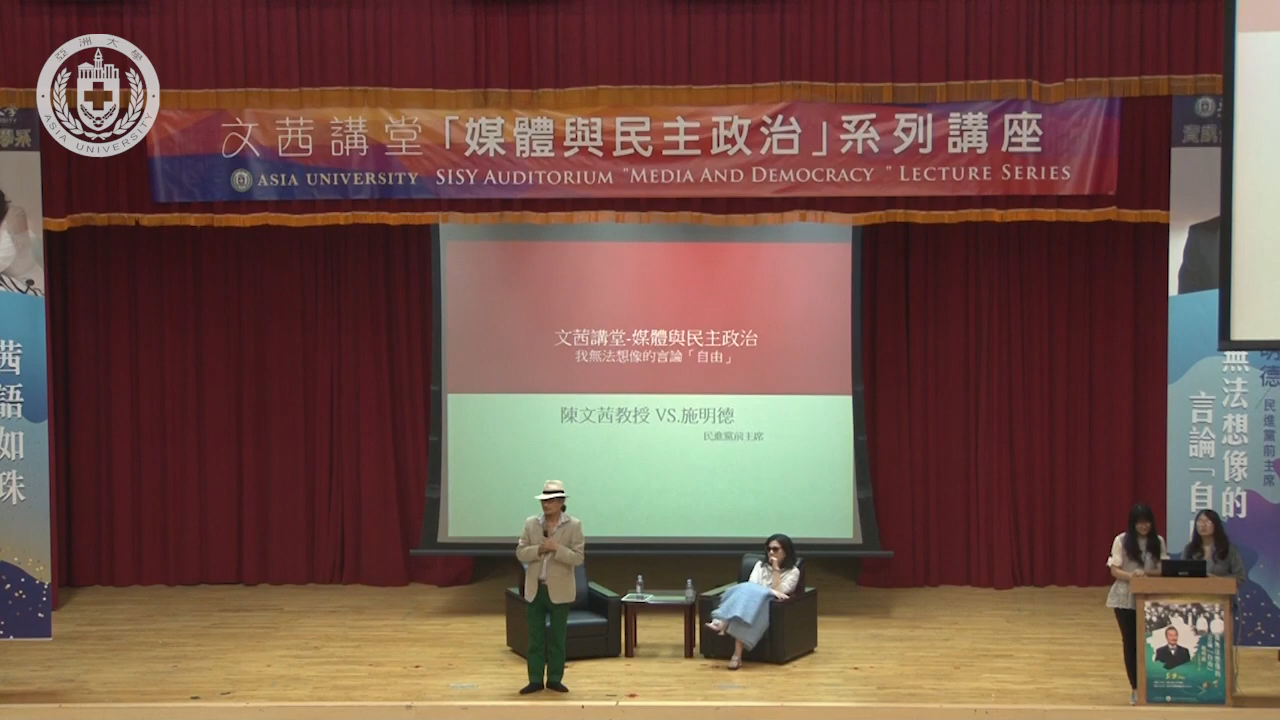 亞洲大學
ASIA UNIVERSITY
文茜講堂「媒體與民主政治」系列講座
ASIA UNIVERSITY SISY AUDITORIUM "MEDIA AND DEMOCRACY " LECTURE SERIES
文茜講堂-媒體與民主政治
我無法想像的言論「自由」
陳文茜教授 VS.施明德
民進黨前主席
茜語如珠
無法想像的
言論「自
明德
民進黨前主席